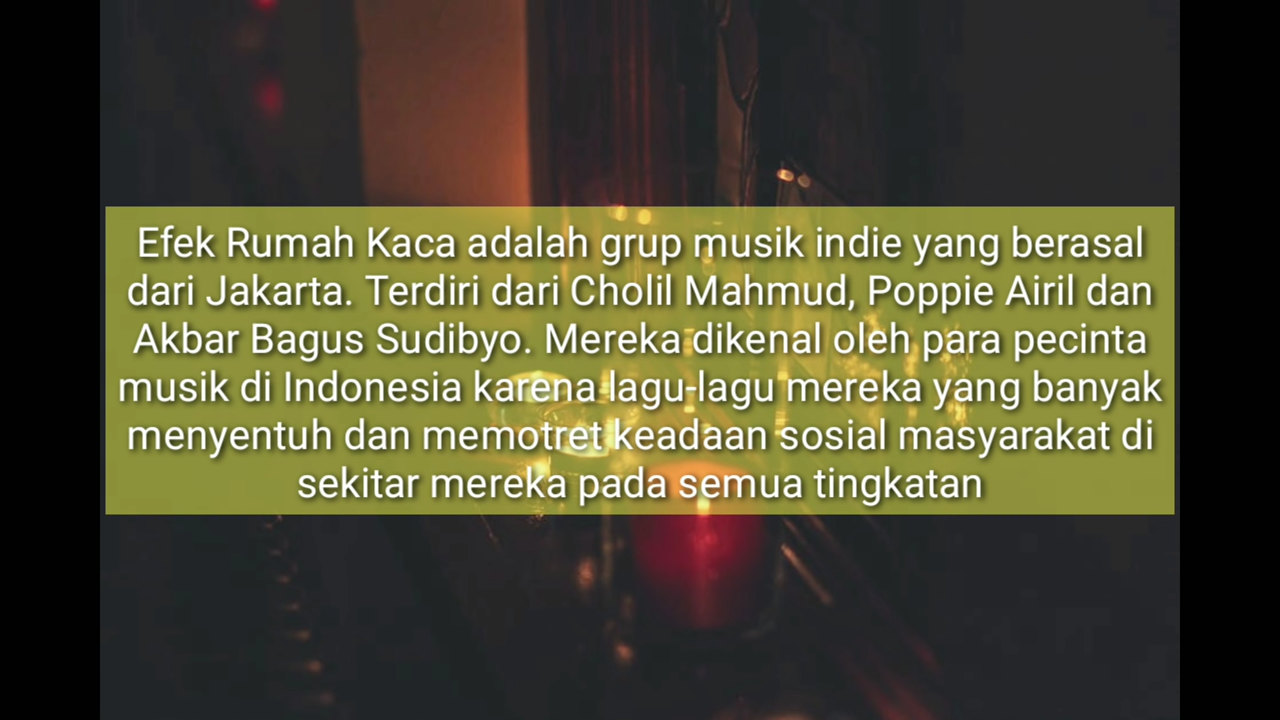 Efek Rumah Kaca adalah grup musik indie yang berasal
dari Jakarta. Terdiri dari Cholil Mahmud, Poppie Airil dan
Akbar Bagus Sudibyo. Mereka dikenal oleh para pecinta
musik di Indonesia karena lagu-lagu mereka yang banyak
menyentuh dan memotret keadaan sosial masyarakat di
sekitar mereka pada semua tingkatan